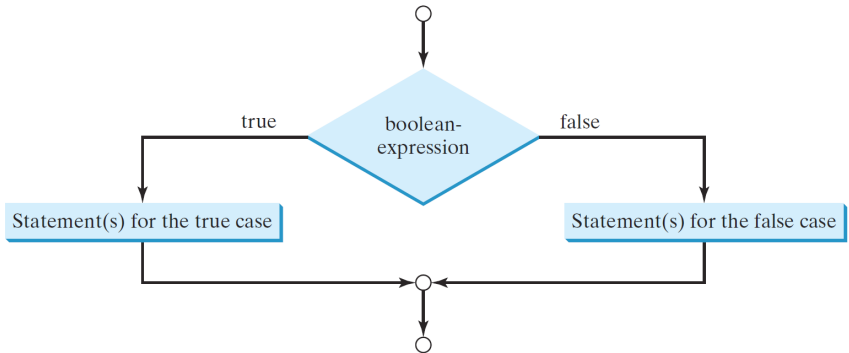 true
boolean-
expression
false
Statement(s) for the true case
Statement(s) for the false case